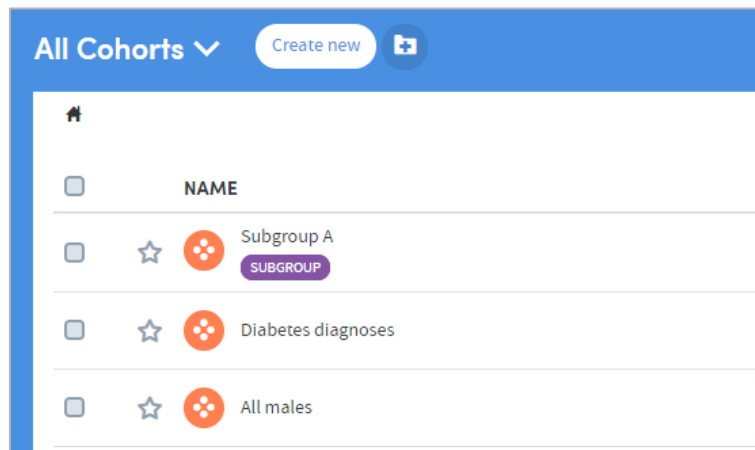 All Cohorts
Create new
NAME
Subgroup A
SUBGROUP
Diabetes diagnoses
All males